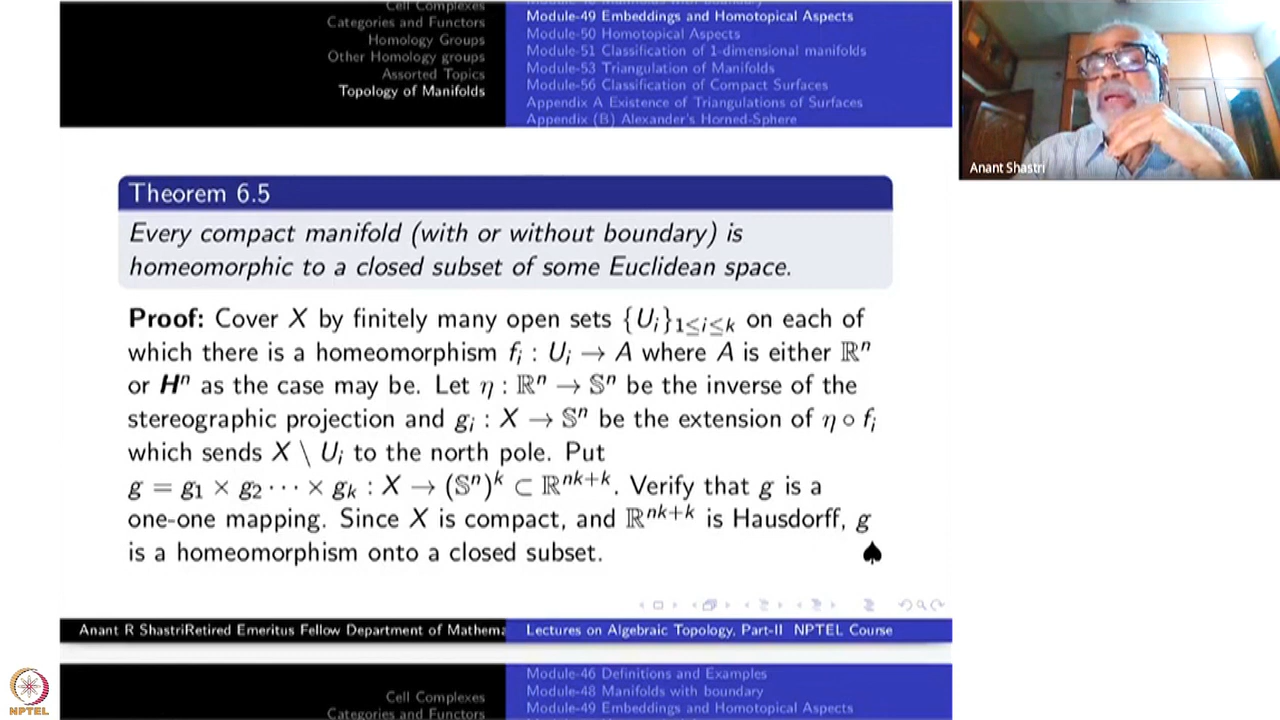 Cell Complexes
Categories and Functors
Homology Groups
Other Homology groups
Assorted Topics
Topology of Manifolds
Module-49 Embeddings and Homotopical Aspects
Module-50 Homotopical Aspects
Module-51 Classification of 1-dimensional manifolds
Module-53 Triangulation of Manifolds
Module-56 Classification of Compact Surfaces
Appendix A Existence of Triangulations of Surfaces
Appendix (B) Alexander's Horned-Sphere
Anant Shastri
Theorem 6.5
Every compact manifold (with or without boundary) is
homeomorphic to a closed subset of some Euclidean space.
Proof: Cover X by finitely many open sets {U_i}_{1≤i≤k} on each of
which there is a homeomorphism f_i : U_i → A where A is either ℝ^n
or H^n as the case may be. Let η : ℝ^n → 𝕊^n be the inverse of the
stereographic projection and g_i : X → 𝕊^n be the extension of η ∘ f_i
which sends X \ U_i to the north pole. Put
g = g_1 × g_2 ⋯ × g_k : X → (𝕊^n)^k ⊂ ℝ^{nk+k}. Verify that g is a
one-one mapping. Since X is compact, and ℝ^{nk+k} is Hausdorff, g
is a homeomorphism onto a closed subset. ♠
Anant R ShastriRetired Emeritus Fellow Department of Mathema
Lectures on Algebraic Topology, Part-II NPTEL Course
Cell Complexes
Categories and Functors
Module-46 Definitions and Examples
Module-48 Manifolds with boundary
Module-49 Embeddings and Homotopical Aspects
NPTEL